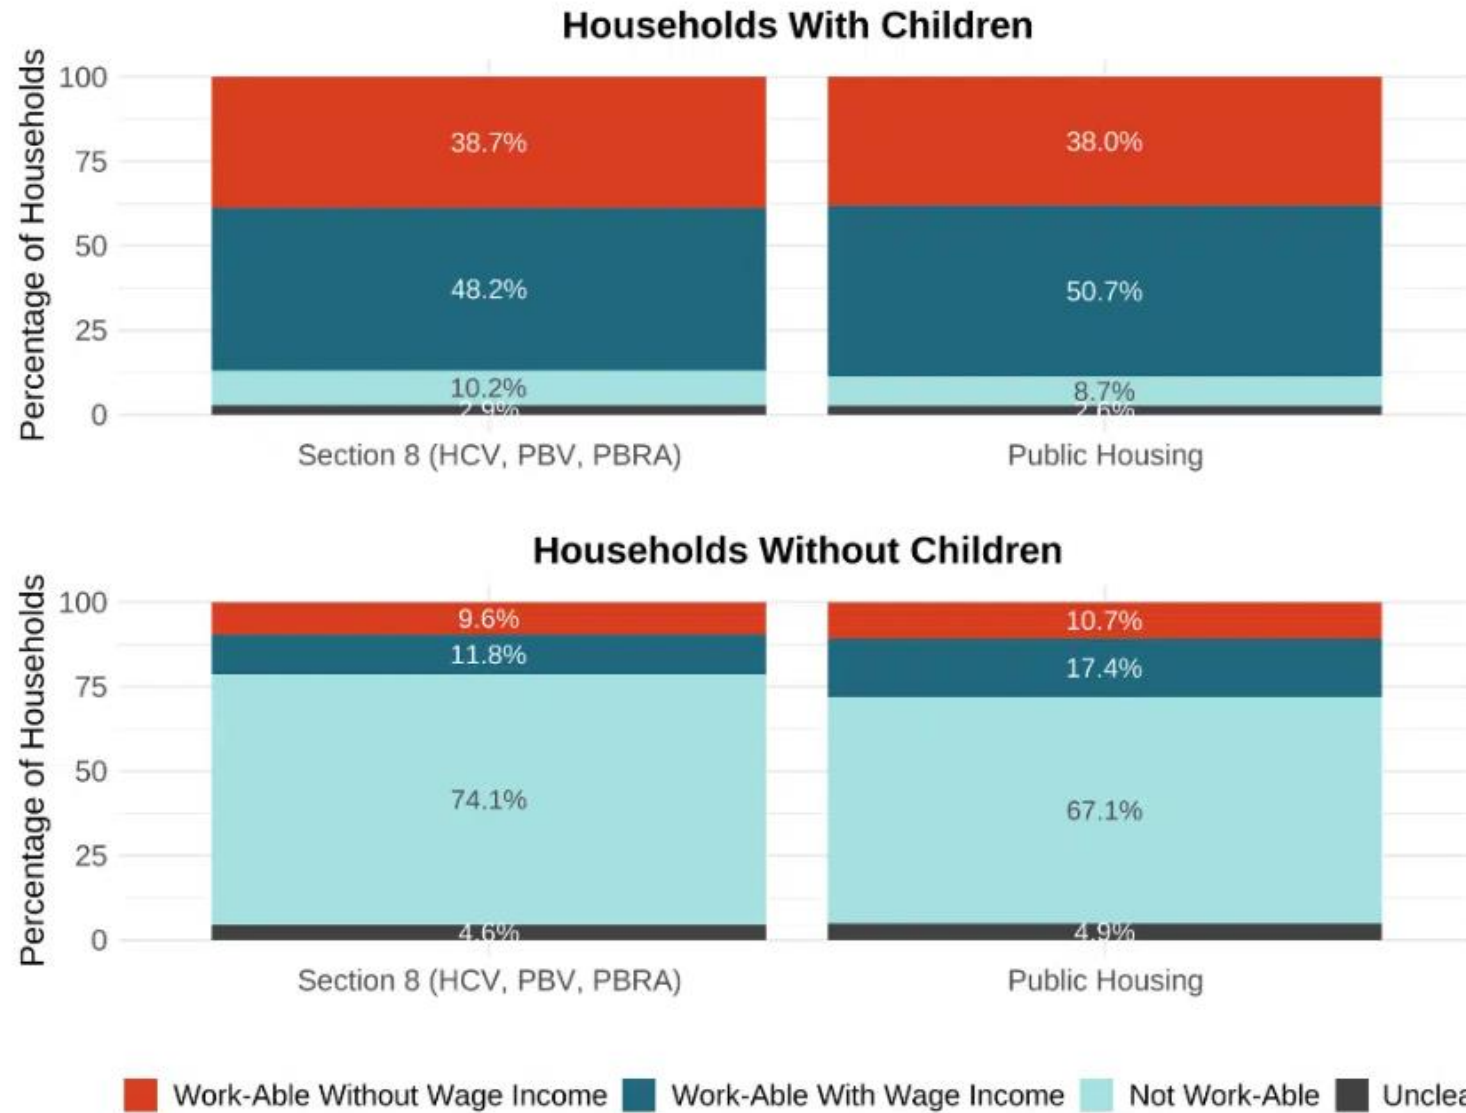 Households With Children
Percentage of Households
100
75
50
25
0
38.7%
48.2%
10.2%
2.9%
38.0%
50.7%
8.7%
2.6%
Section 8 (HCV, PBV, PBRA)
Public Housing
Households Without Children
Percentage of Households
100
75
50
25
0
9.6%
11.8%
74.1%
4.6%
10.7%
17.4%
67.1%
4.9%
Section 8 (HCV, PBV, PBRA)
Public Housing
Work-Able Without Wage Income Work-Able With Wage Income Not Work-Able